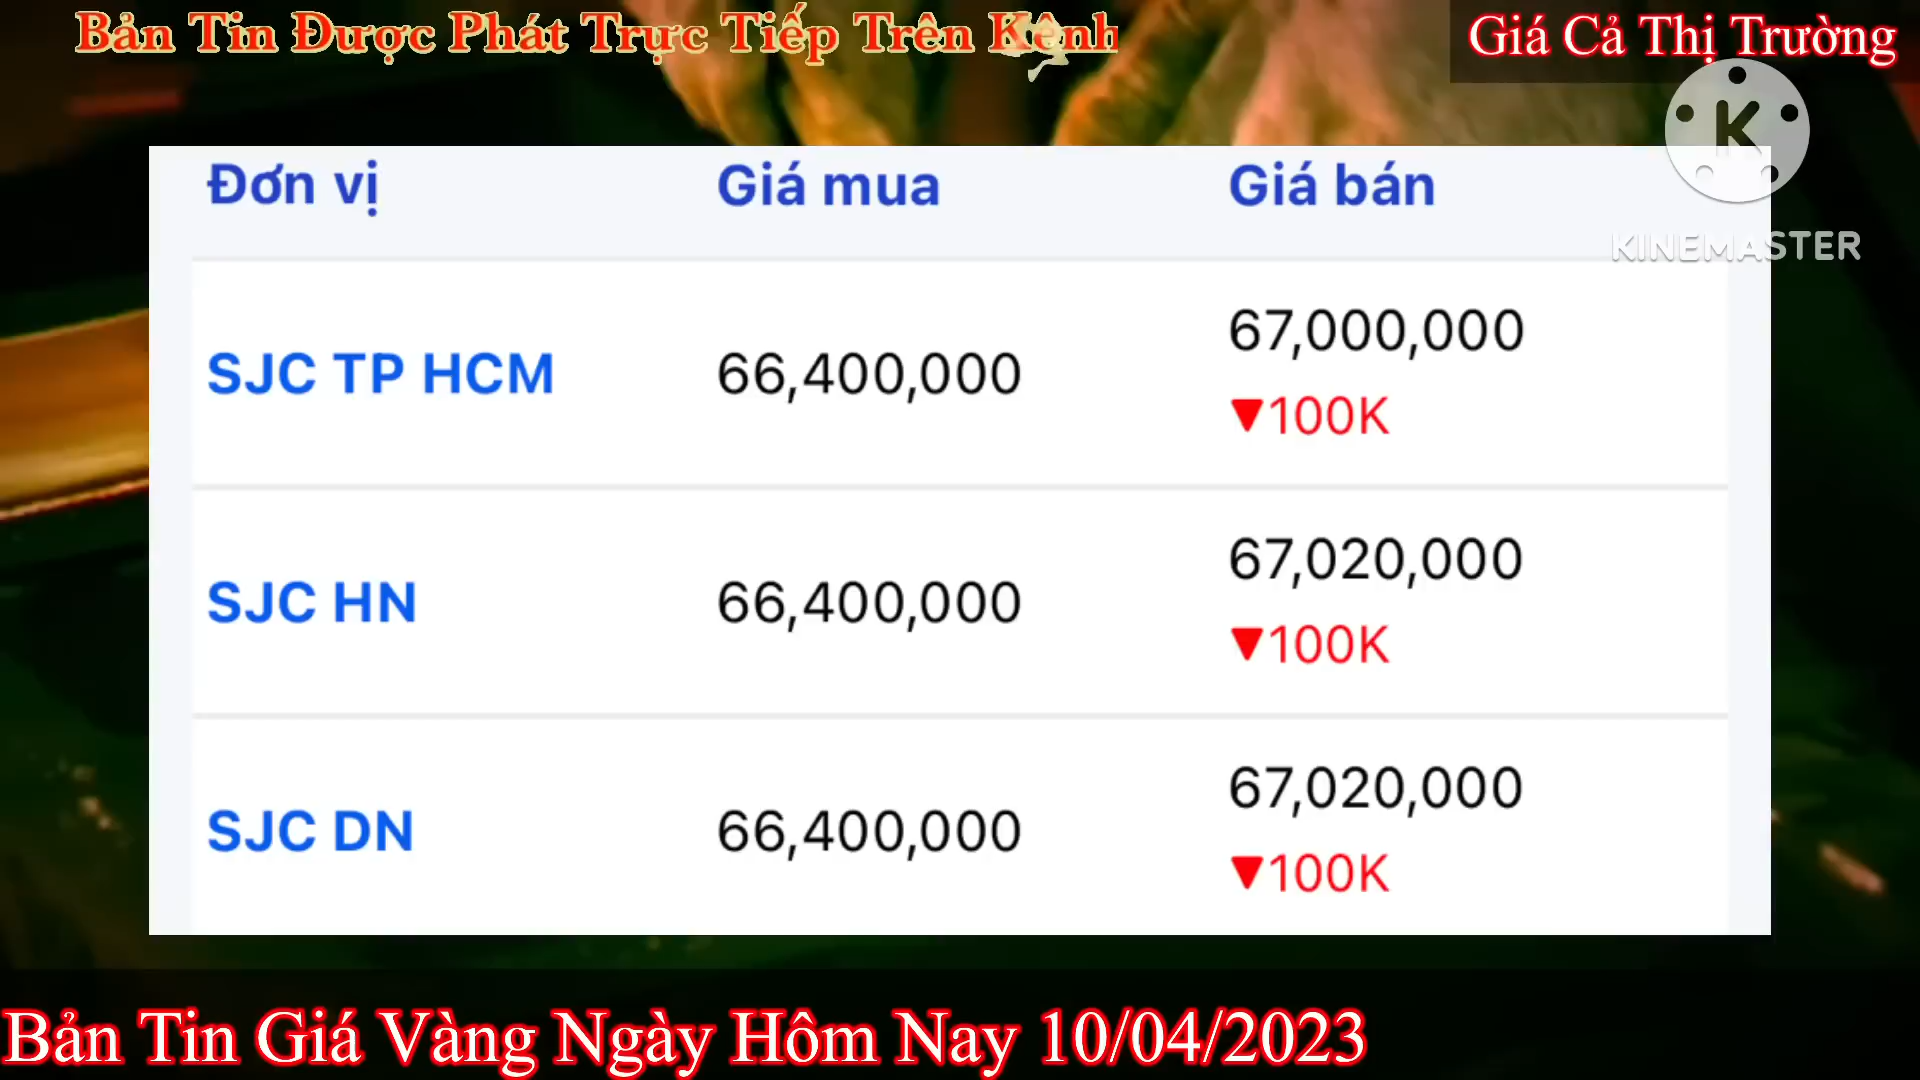 Bản Tin Được Phát Trực Tiếp Trên Kênh
Giá Cả Thị Trường
K
KINEMASTER
Đơn vị Giá mua Giá bán
SJC TP HCM 66,400,000 67,000,000
▼100K
SJC HN 66,400,000 67,020,000
▼100K
SJC DN 66,400,000 67,020,000
▼100K
Bản Tin Giá Vàng Ngày Hôm Nay 10/04/2023